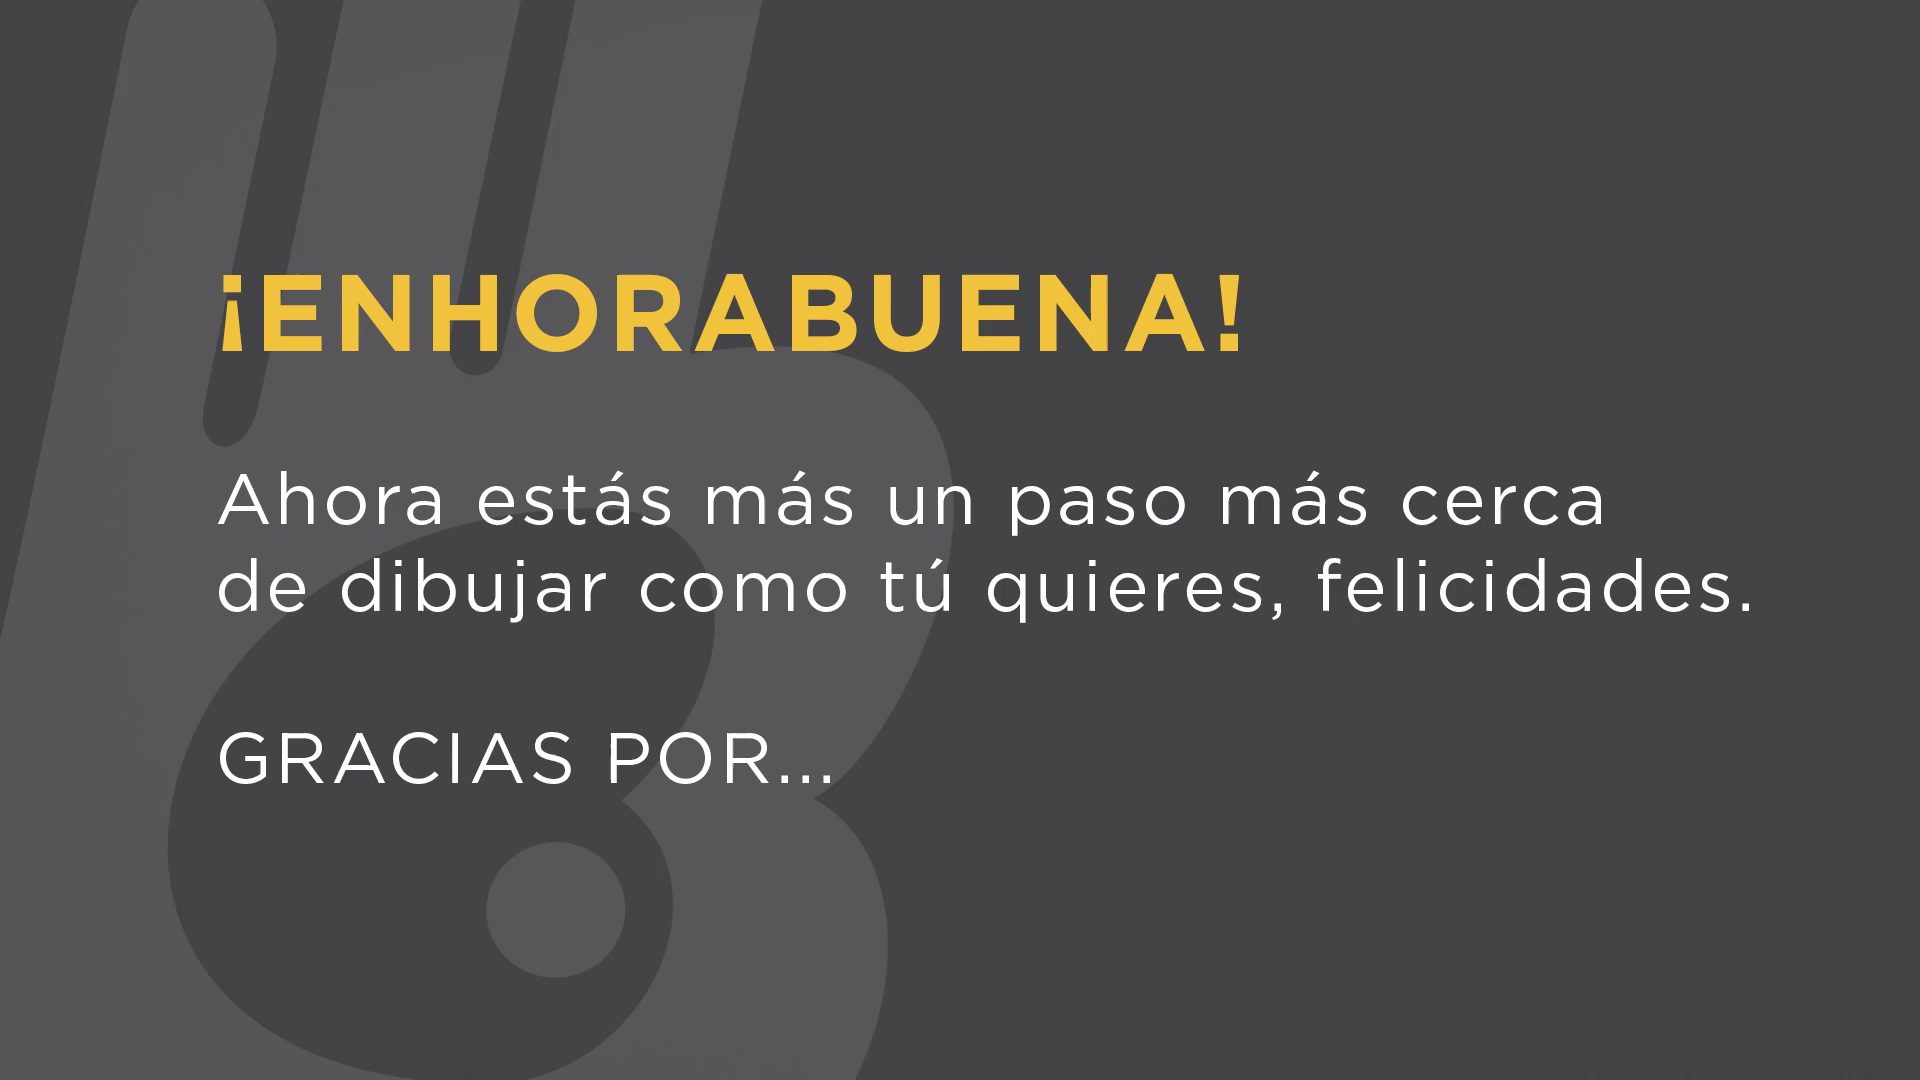 ¡ENHORABUENA!
Ahora estás más un paso más cerca
de dibujar como tú quieres, felicidades.
GRACIAS POR...